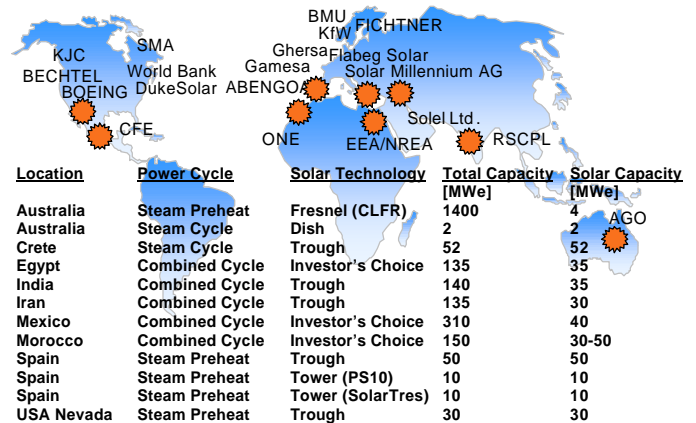 BMU
KfW FICHTNER
SMA
Ghersa Flabeg Solar
KJC
World Bank
Gamesa
Solar Millennium AG
BECHTEL
DukeSolar
ABENGOA
BOEING
Solel Ltd.
CFE
ONE
EEA/NREA
RSCPL
Location Power Cycle Solar Technology Total Capacity Solar Capacity
[MWe] [MWe]
AGO
Australia Steam Preheat Fresnel (CLFR) 1400 4
Australia Steam Cycle Dish 2 2
Crete Steam Cycle Trough 52 52
Egypt Combined Cycle Investor's Choice 135 35
India Combined Cycle Trough 140 35
Iran Combined Cycle Trough 135 30
Mexico Combined Cycle Investor's Choice 310 40
Morocco Combined Cycle Investor's Choice 150 30-50
Spain Steam Preheat Trough 50 50
Spain Steam Preheat Tower (PS10) 10 10
Spain Steam Preheat Tower (SolarTres) 10 10
USA Nevada Steam Preheat Trough 30 30